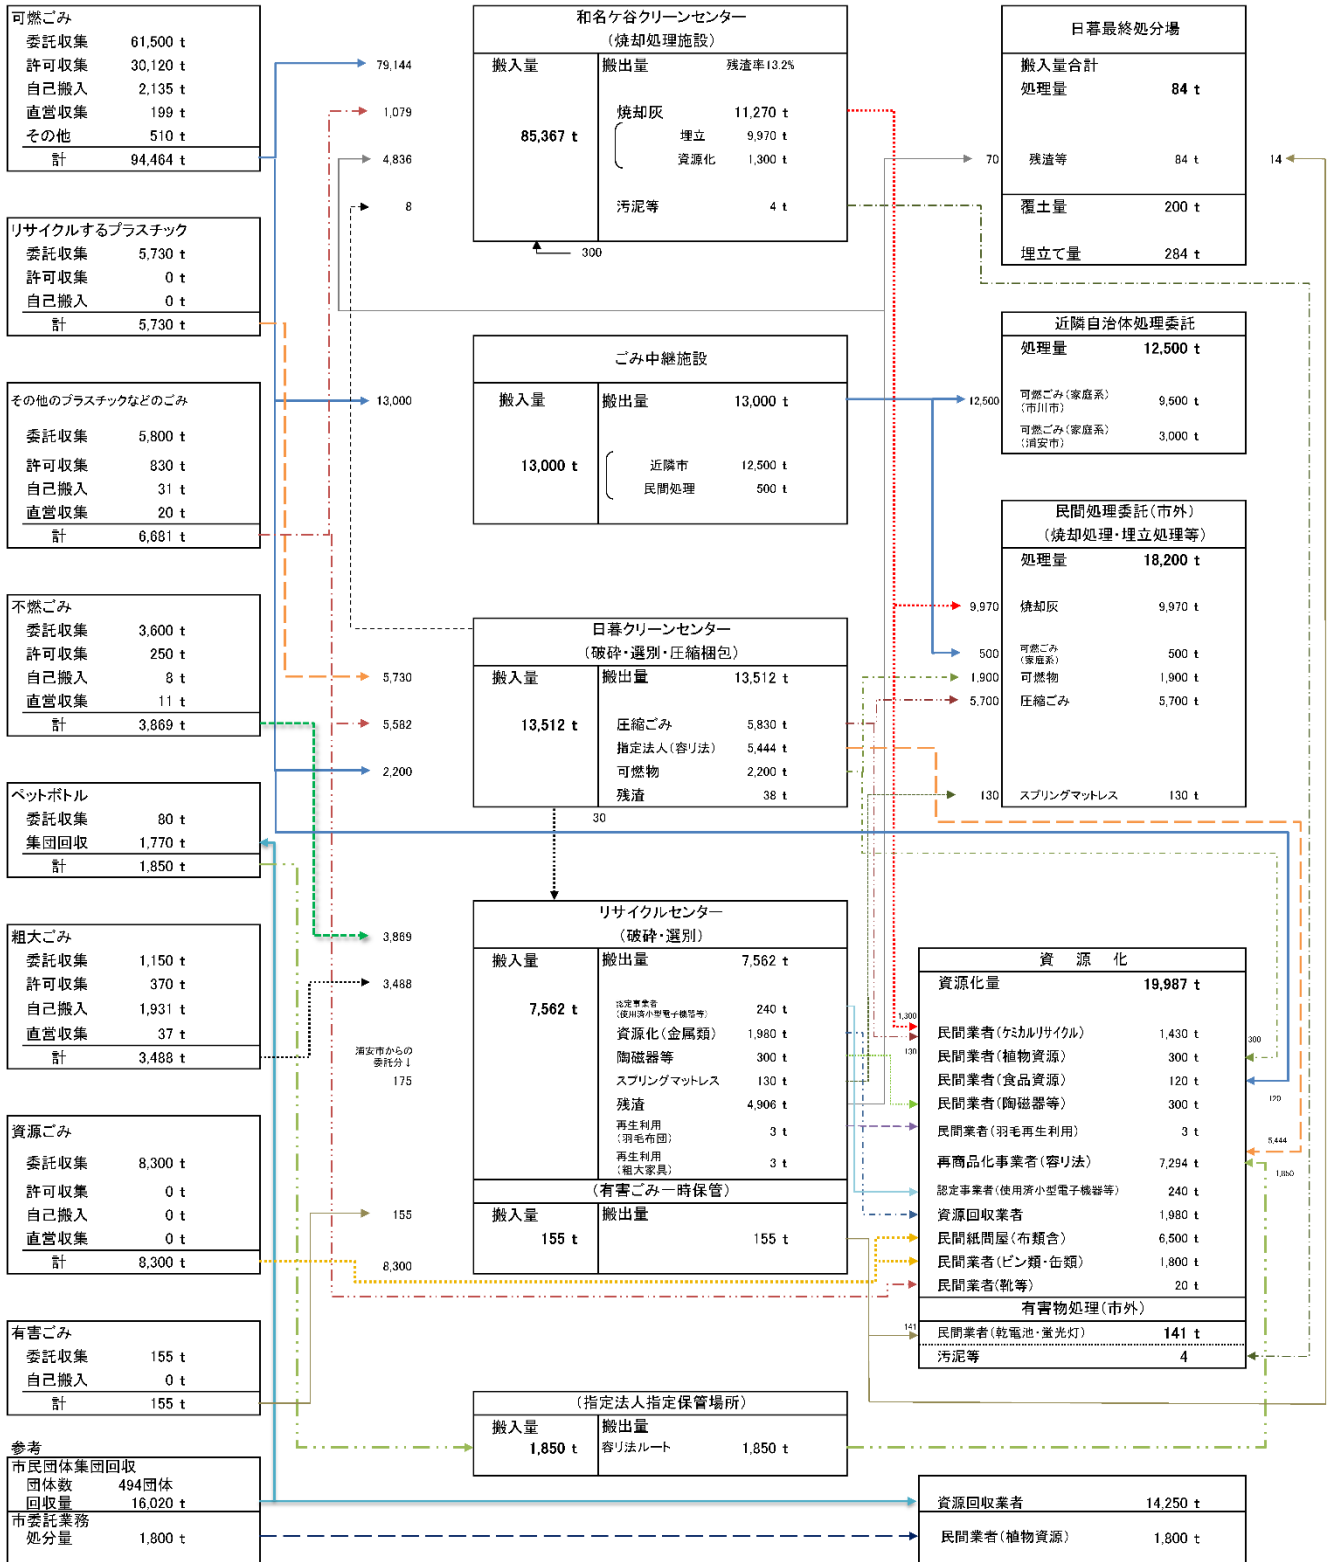 可燃ごみ
委託収集 61,500 t
許可収集 30,120 t
自己搬入 2,135 t
直営収集 199 t
その他 510 t
計 94,464 t
リサイクルするプラスチック
委託収集 5,730 t
許可収集 0 t
自己搬入 0 t
計 5,730 t
その他のプラスチックなどのごみ
委託収集 5,800 t
許可収集 830 t
自己搬入 31 t
直営収集 20 t
計 6,681 t
不燃ごみ
委託収集 3,600 t
許可収集 250 t
自己搬入 8 t
直営収集 11 t
計 3,869 t
ペットボトル
委託収集 80 t
集団回収 1,770 t
計 1,850 t
粗大ごみ
委託収集 1,150 t
許可収集 370 t
自己搬入 1,931 t
直営収集 37 t
計 3,488 t
資源ごみ
委託収集 8,300 t
許可収集 0 t
自己搬入 0 t
直営収集 0 t
計 8,300 t
有害ごみ
委託収集 155 t
自己搬入 0 t
計 155 t
参考
市民団体集団回収
団体数 494団体
回収量 16,020 t
市委託業務
処分量 1,800 t
79,144
1,079
4,836
8
13,000
5,730
5,582
2,200
3,869
3,488
浦安市からの
委託分↓
175
155
8,300
和名ケ谷クリーンセンター
(焼却処理施設)
搬入量 搬出量 残渣率13.2%
焼却灰 11,270 t
85,367 t 埋立 9,970 t
資源化 1,300 t
汚泥等 4 t
300
ごみ中継施設
搬入量 搬出量 13,000 t
13,000 t 近隣市 12,500 t
民間処理 500 t
日暮クリーンセンター
(破砕・選別・圧縮梱包)
搬入量 搬出量 13,512 t
13,512 t 圧縮ごみ 5,830 t
指定法人(容リ法) 5,444 t
可燃物 2,200 t
残渣 38 t
30
リサイクルセンター
(破砕・選別)
搬入量 搬出量 7,562 t
7,562 t 認定事業者
(使用済小型電子機器等) 240 t
資源化(金属類) 1,980 t
陶磁器等 300 t
スプリングマットレス 130 t
残渣 4,906 t
再生利用
(羽毛布団) 3 t
再生利用
(粗大家具) 3 t
(有害ごみ一時保管)
搬入量 搬出量
155 t 155 t
(指定法人指定保管場所)
搬入量 搬出量
1,850 t 容リ法ルート 1,850 t
日暮最終処分場
搬入量合計
処理量 84 t
70 残渣等 84 t 14
覆土量 200 t
埋立て量 284 t
近隣自治体処理委託
処理量 12,500 t
12,500 可燃ごみ(家庭系)
(市川市) 9,500 t
可燃ごみ(家庭系)
(浦安市) 3,000 t
民間処理委託(市外)
(焼却処理・埋立処理等)
処理量 18,200 t
9,970 焼却灰 9,970 t
500 可燃ごみ
(家庭系) 500 t
1,900 可燃物 1,900 t
5,700 圧縮ごみ 5,700 t
130 スプリングマットレス 130 t
資 源 化
資源化量 19,987 t
1,300
民間業者(ケミカルリサイクル) 1,430 t
130
300
民間業者(植物資源) 300 t
民間業者(食品資源) 120 t
120
民間業者(陶磁器等) 300 t
民間業者(羽毛再生利用) 3 t
5,444
再商品化事業者(容リ法) 7,294 t
1,850
認定事業者(使用済小型電子機器等) 240 t
資源回収業者 1,980 t
民間紙問屋(布類含) 6,500 t
民間業者(ビン類・缶類) 1,800 t
民間業者(靴等) 20 t
有害物処理(市外)
141 民間業者(乾電池・蛍光灯) 141 t
汚泥等 4
資源回収業者 14,250 t
民間業者(植物資源) 1,800 t